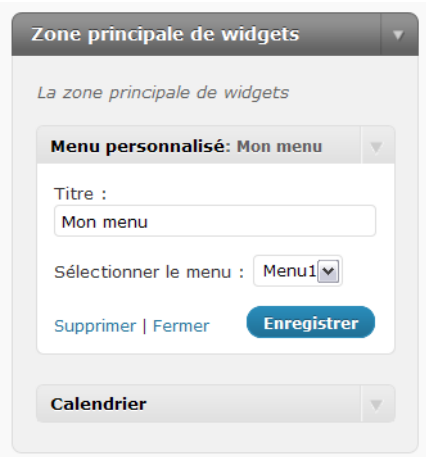 Zone principale de widgets
La zone principale de widgets
Menu personnalisé: Mon menu
Titre :
Mon menu
Sélectionner le menu : Menu1
Supprimer | Fermer Enregistrer
Calendrier